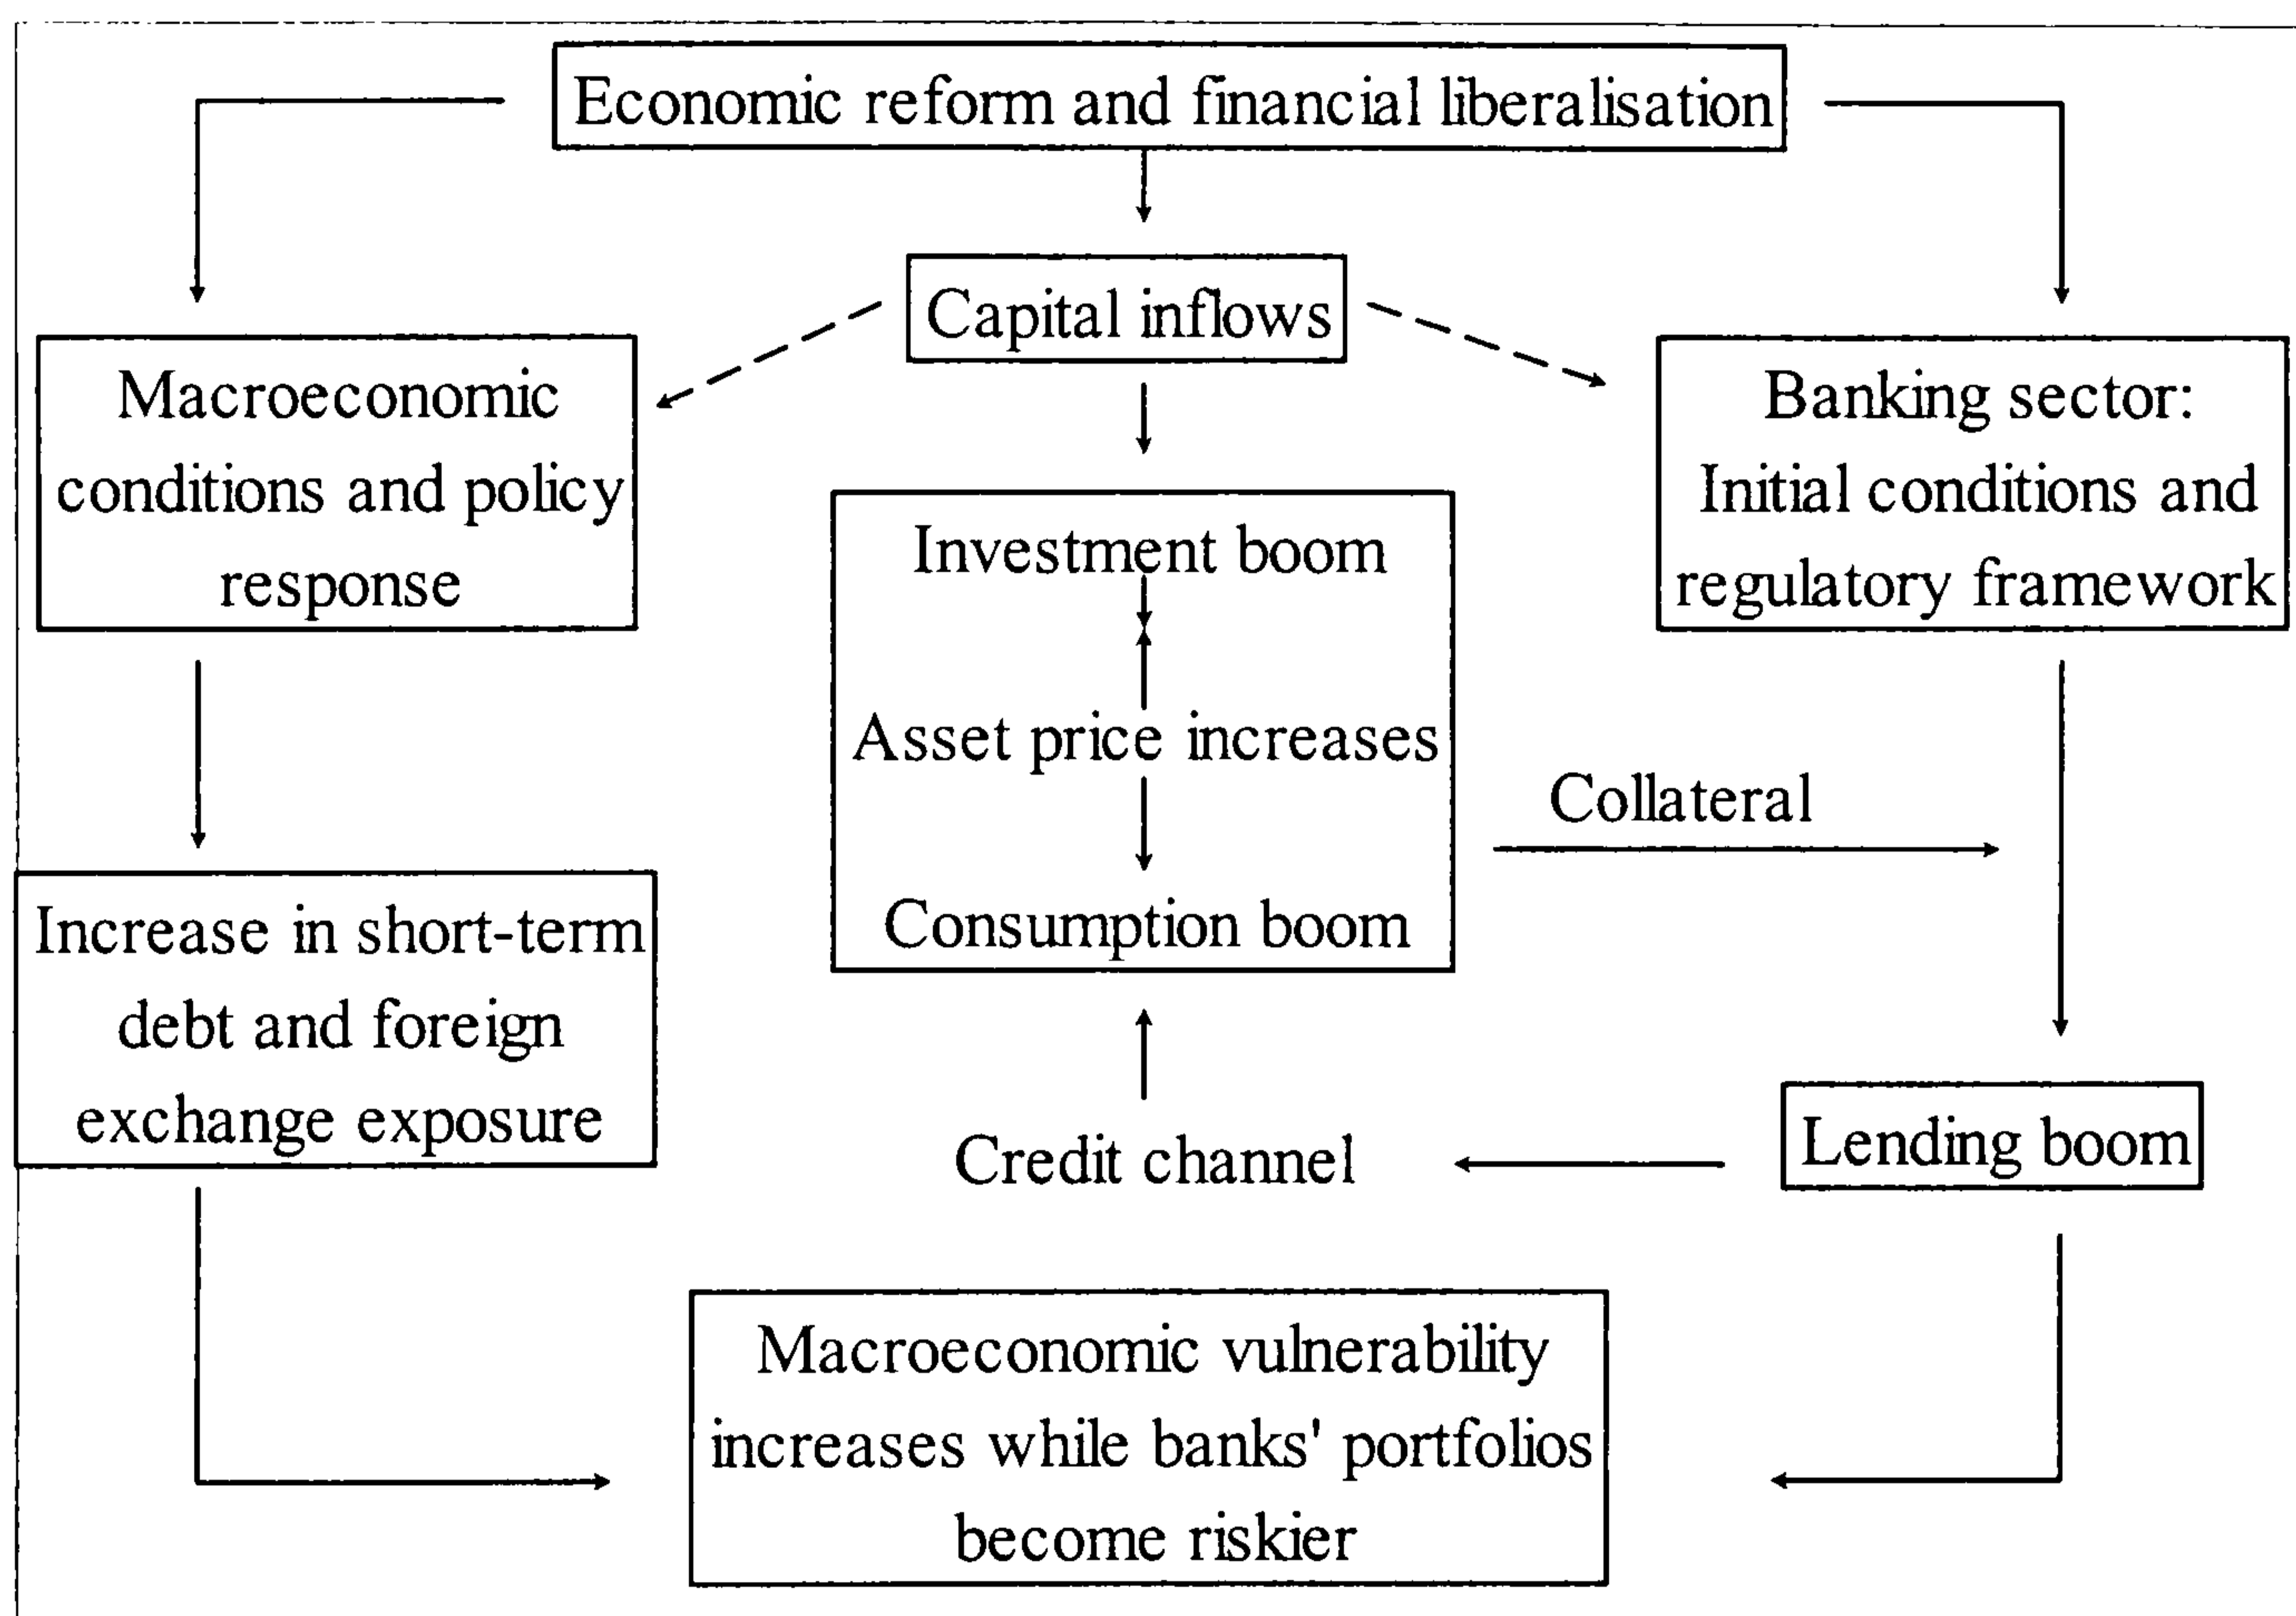 Economic reform and financial liberalisation
Capital inflows
Macroeconomic
conditions and policy
response
Banking sector:
Initial conditions and
regulatory framework
Investment boom
Asset price increases
Consumption boom
Collateral
Increase in short-term
debt and foreign
exchange exposure
Credit channel
Lending boom
Macroeconomic vulnerability
increases while banks' portfolios
become riskier